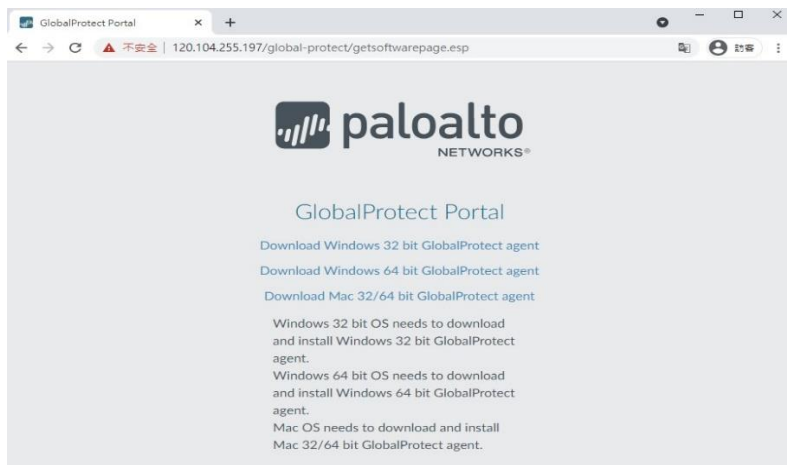 GlobalProtect Portal
不安全 | 120.104.255.197/global-protect/getsoftwarepage.esp
訪客
paloalto
NETWORKS®
GlobalProtect Portal
Download Windows 32 bit GlobalProtect agent
Download Windows 64 bit GlobalProtect agent
Download Mac 32/64 bit GlobalProtect agent
Windows 32 bit OS needs to download
and install Windows 32 bit GlobalProtect
agent.
Windows 64 bit OS needs to download
and install Windows 64 bit GlobalProtect
agent.
Mac OS needs to download and install
Mac 32/64 bit GlobalProtect agent.